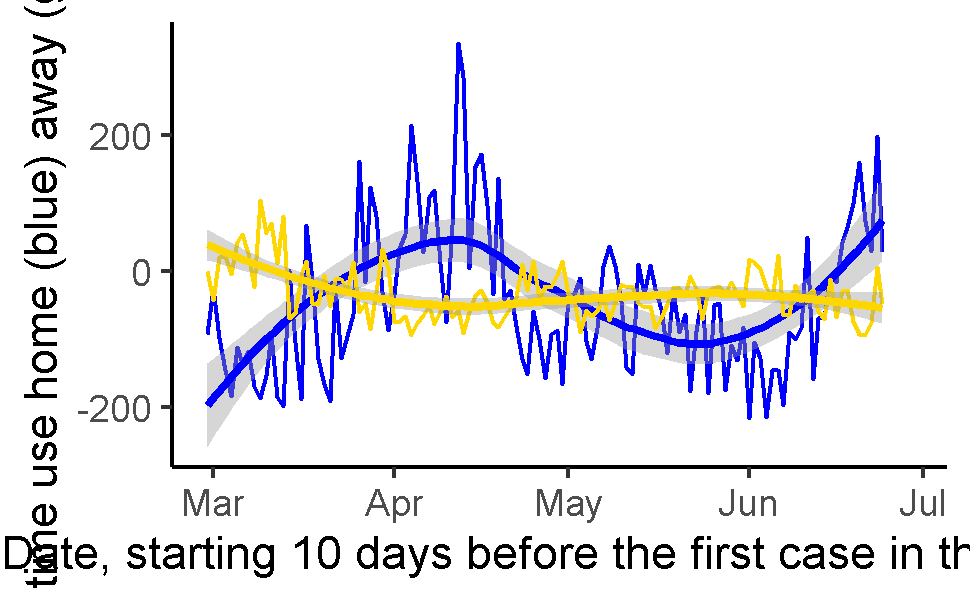 time use home (blue) away (
200
0
-200
Mar Apr May Jun Jul
Date, starting 10 days before the first case in th